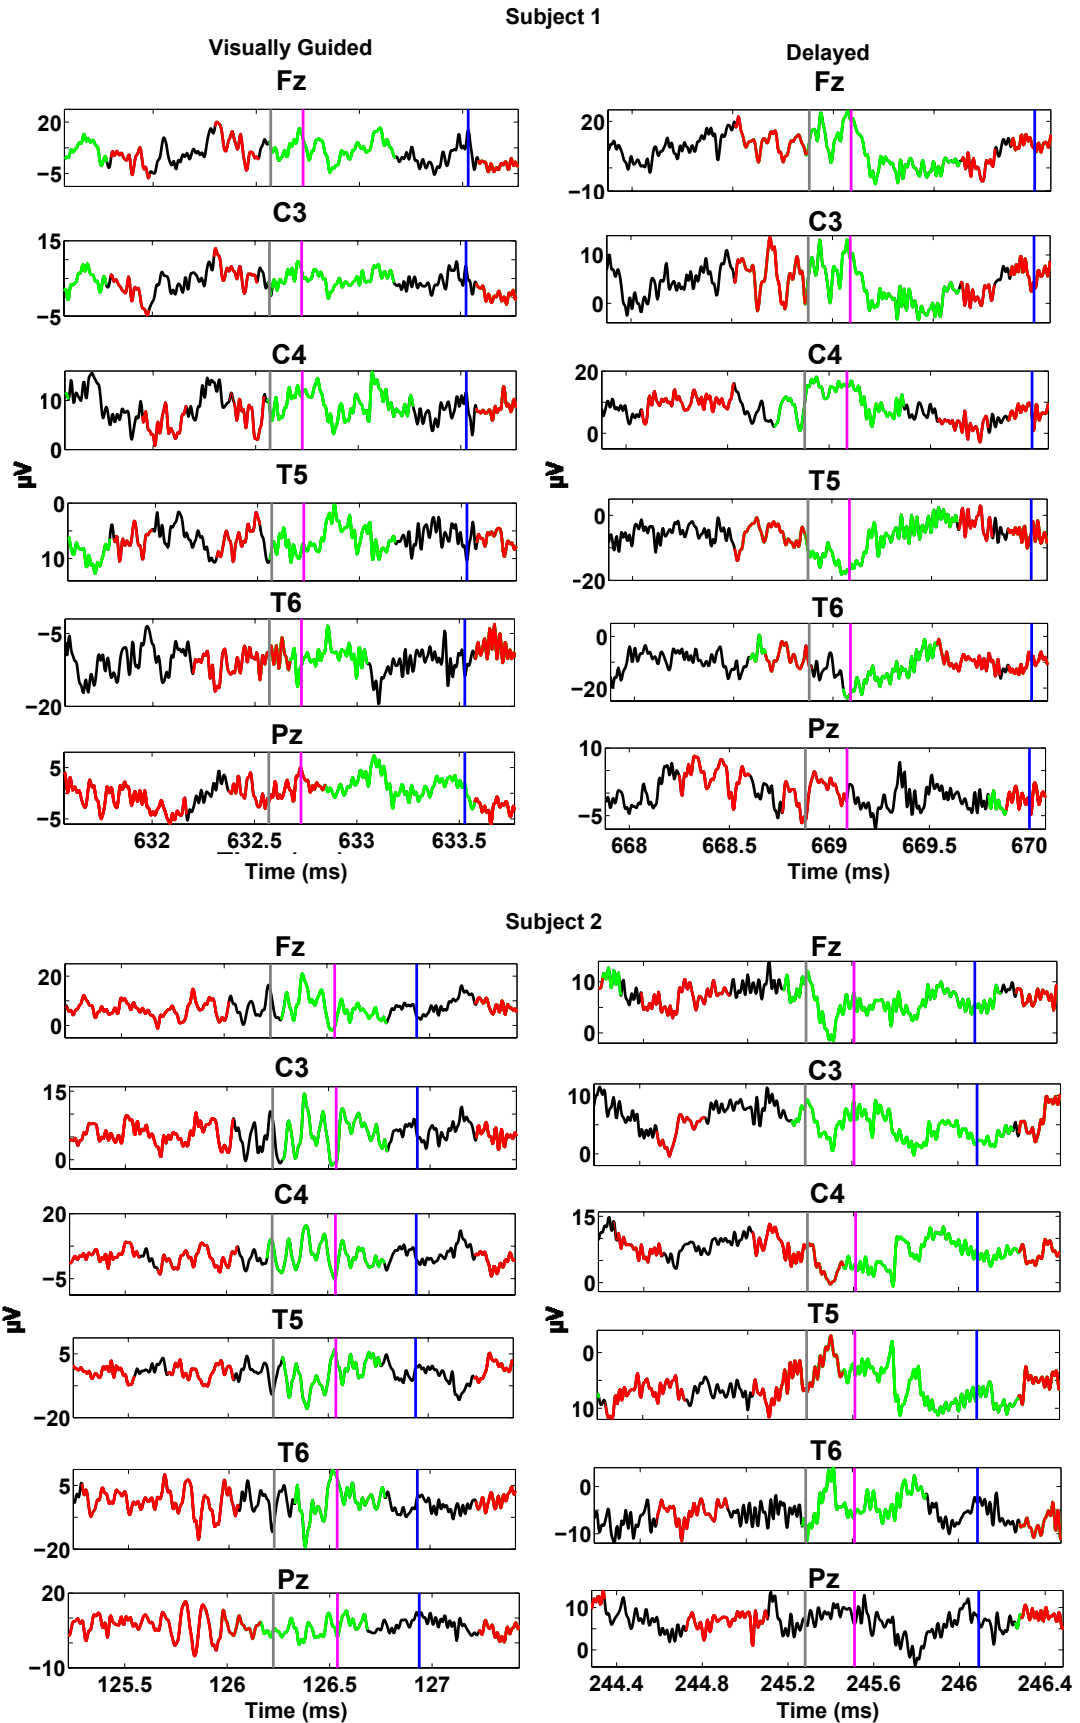 Subject 1
Visually Guided
Delayed
Fz
20
−5
C3
15
−5
C4
10
0
µV
T5
0
10
T6
−5
−20
Pz
5
−5
632
632.5
633
633.5
Time (ms)
Fz
20
−10
C3
10
0
C4
20
0
µV
T5
0
−20
T6
0
−20
Pz
10
−5
668
668.5
669
669.5
670
Time (ms)
Subject 2
Fz
20
0
C3
15
0
C4
20
−5
µV
T5
5
−20
T6
5
−20
Pz
20
−10
125.5
126
126.5
127
Time (ms)
Fz
10
0
C3
10
0
C4
15
0
µV
T5
0
10
T6
0
−10
Pz
10
0
244.4
244.8
245.2
245.6
246
246.4
Time (ms)